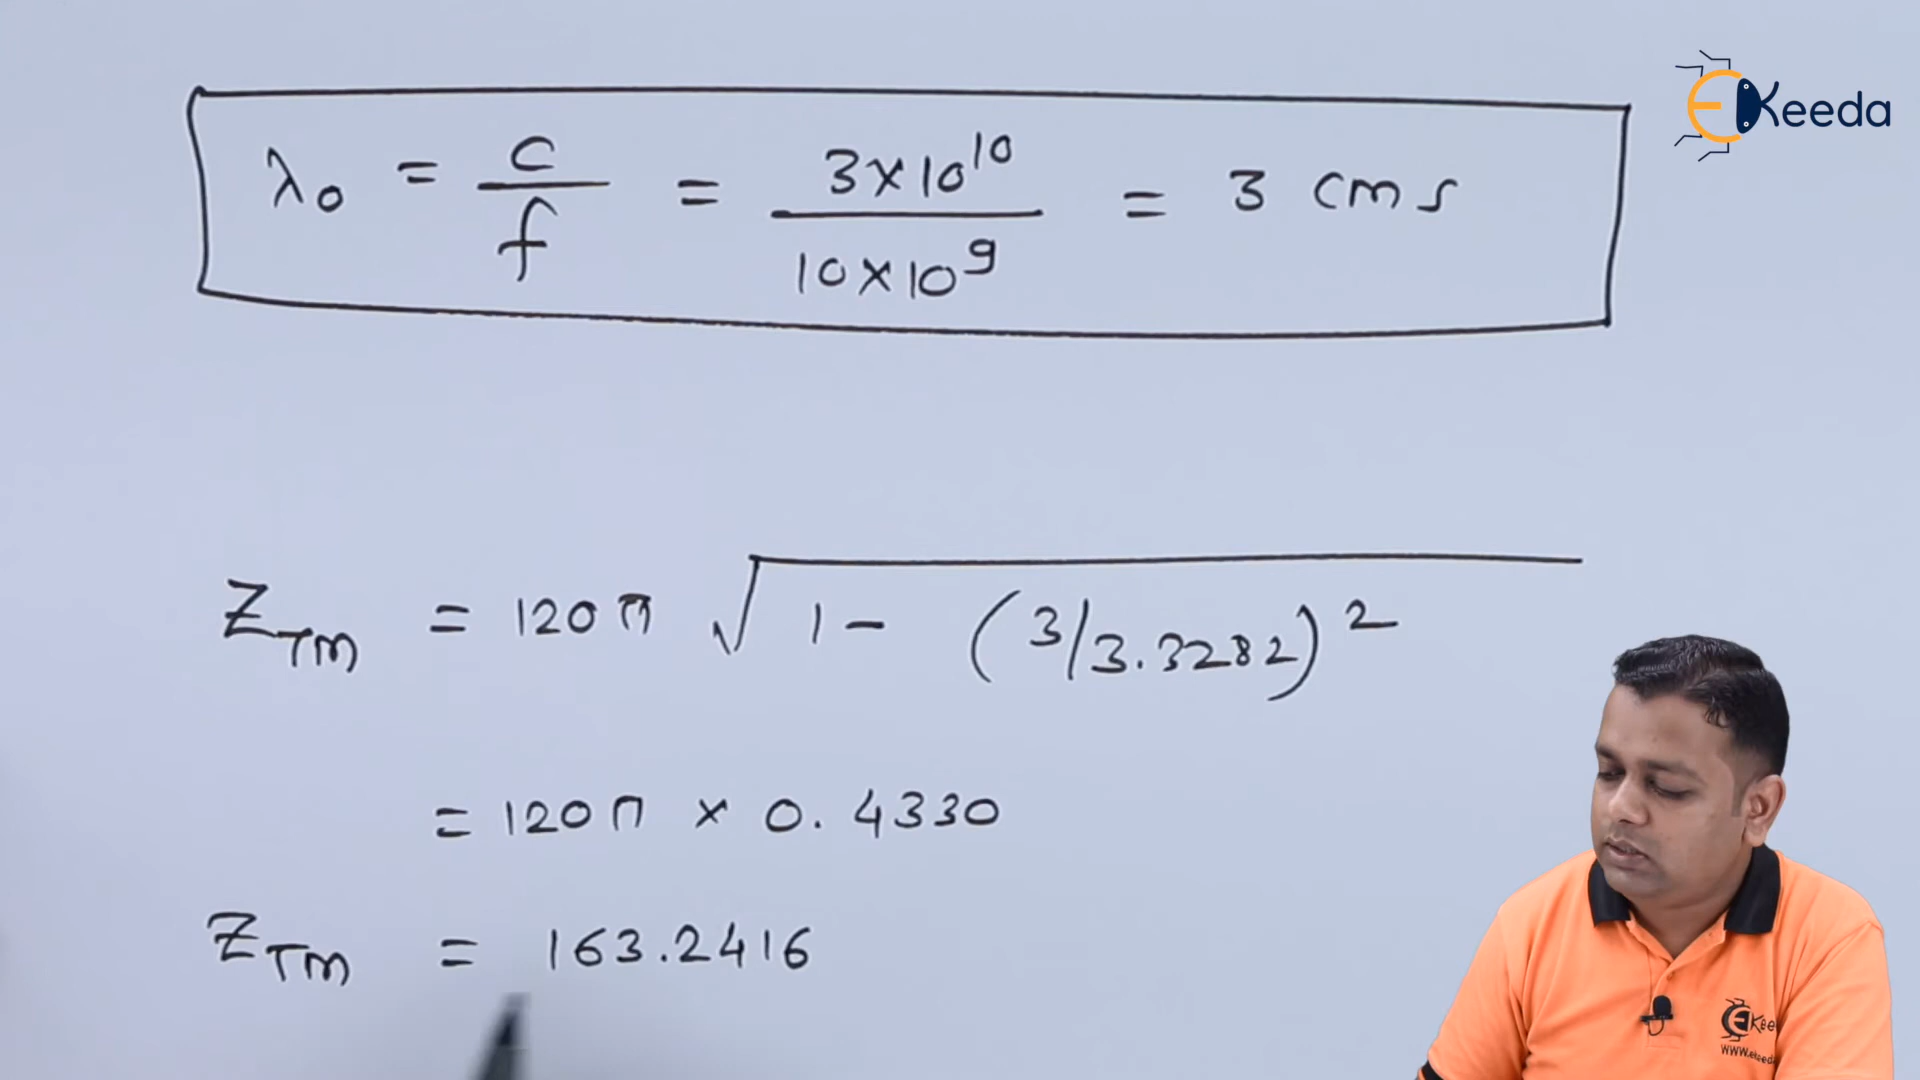 EKeeda
λ₀ = c/f = 3×10¹⁰/10×10⁹ = 3 cms
Z_TM = 120π √(1 - (3/3.3282)²)
= 120π × 0.4330
Z_TM = 163.2416